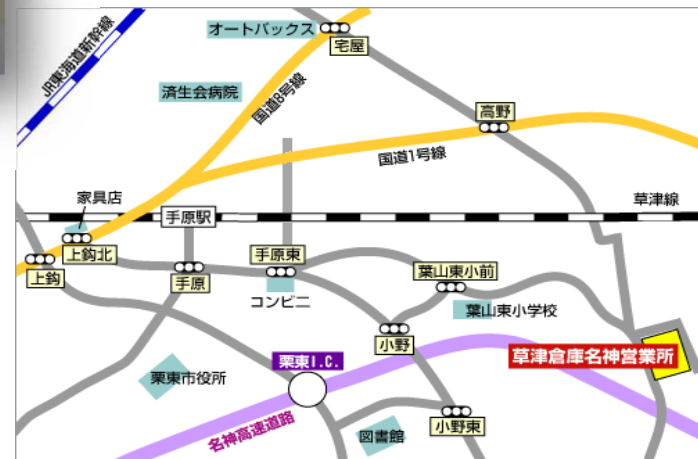 JR東海道新幹線
オートバックス
宅屋
済生会病院
国道8号線
高野
国道1号線
家具店
手原駅
草津線
上鈎北
上鈎
手原
手原東
コンビニ
葉山東小前
葉山東小学校
小野
草津倉庫名神営業所
栗東I.C.
栗東市役所
名神高速道路
図書館
小野東